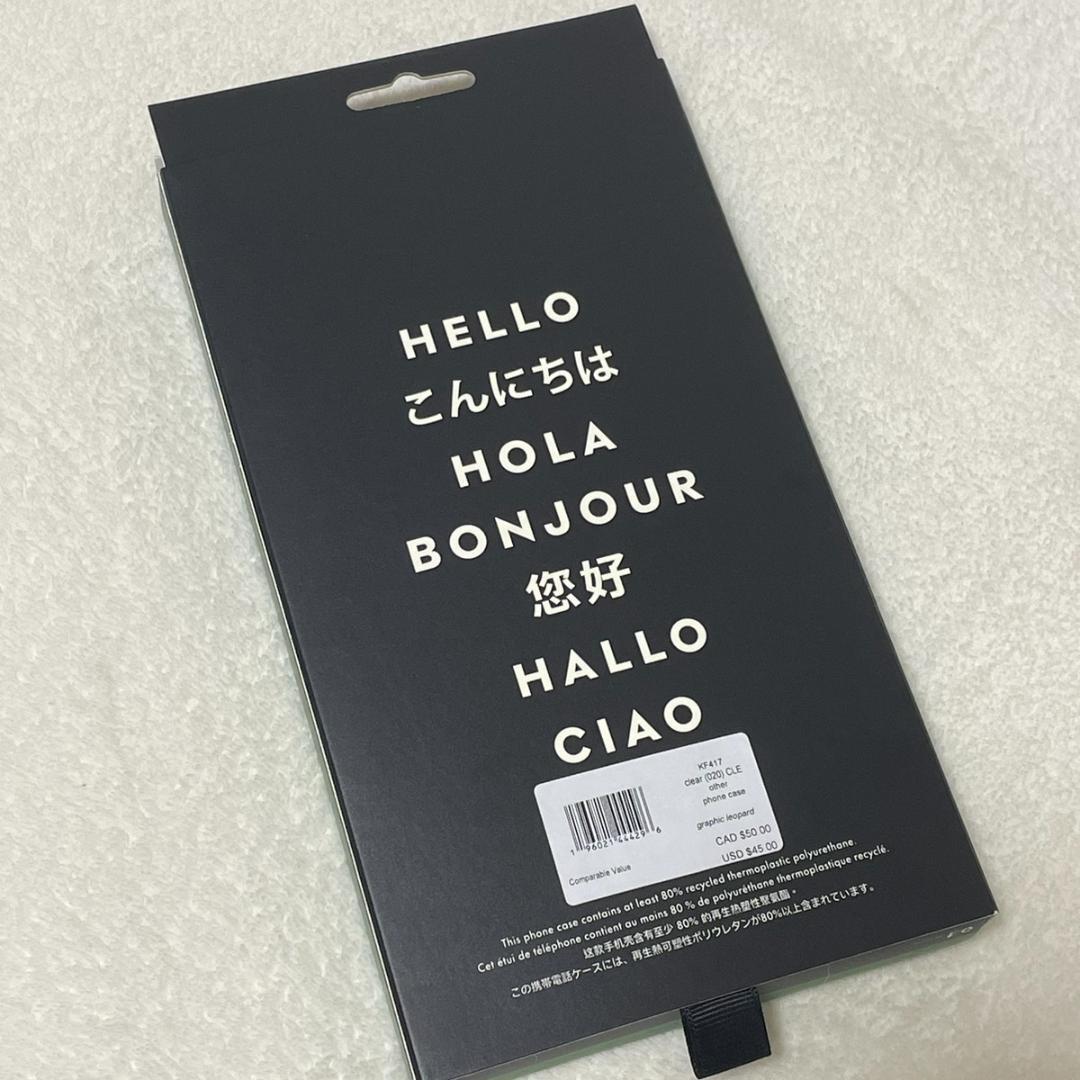 HELLO
こんにちは
HOLA
BONJOUR
您好
HALLO
CIAO
KF417
clear (020) CLE
other
phone case
graphic leopard
CAD $50.00
USD $45.00
1 96021 44429 6
Comparable Value
This phone case contains at least 80% recycled thermoplastic polyurethane.
Cet étui de téléphone contient au moins 80 % de polyuréthane thermoplastique recyclé.
这款手机壳含有至少 80% 的再生热塑性聚氨酯。
この携帯電話ケースには、再生熱可塑性ポリウレタンが80%以上含まれています。